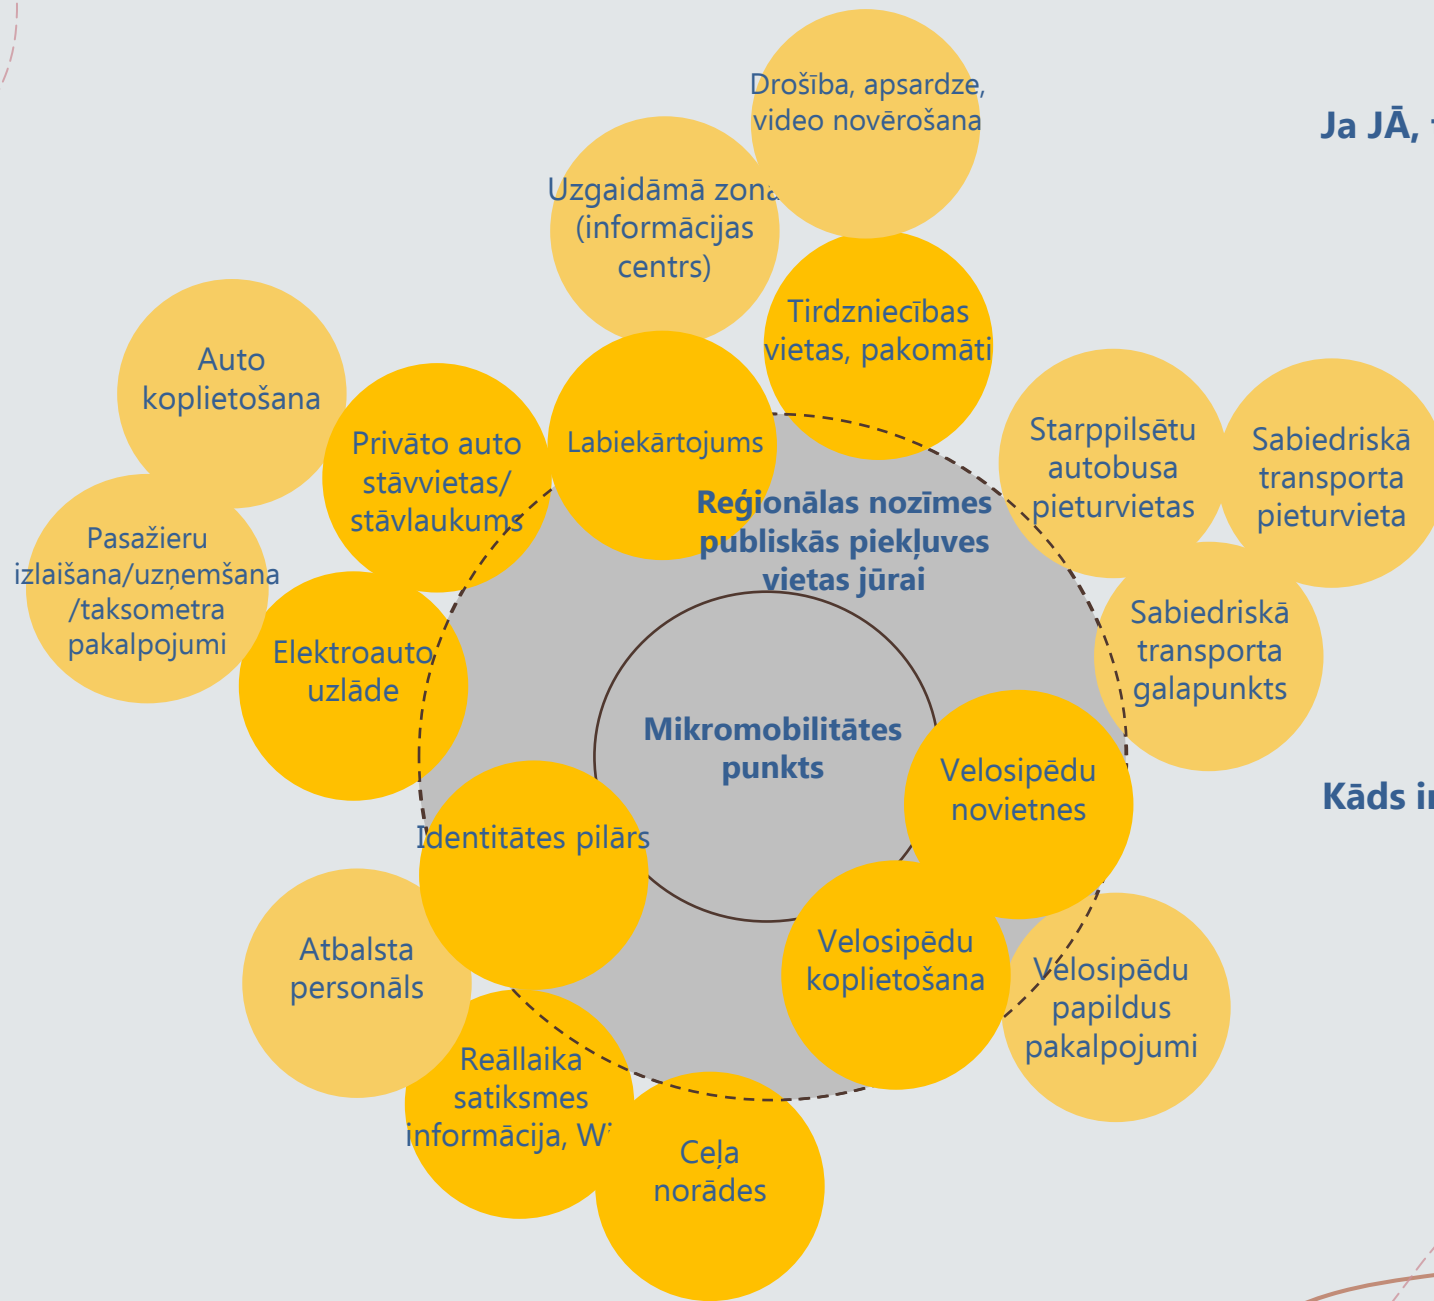 Drošība, apsardze,
video novērošana
Ja JĀ,
Uzgaidāmā zona
(informācijas
centrs)
Tirdzniecības
vietas, pakomāti
Auto
koplietošana
Privāto auto
stāvvietas/
stāvlaukums
Labiekārtojums
Starppilsētu
autobusa
pieturvietas
Sabiedriskā
transporta
pieturvieta
Reģionālas nozīmes
publiskās piekļuves
vietas jūrai
Pasažieru
izlaišana/uzņemšana
/taksometra
pakalpojumi
Elektroauto
uzlāde
Sabiedriskā
transporta
galapunkts
Mikromobilitātes
punkts
Velosipēdu
novietnes
Kāds
Identitātes pilārs
Atbalsta
personāls
Velosipēdu
koplietošana
Velosipēdu
papildus
pakalpojumi
Reāllaika
satiksmes
informācija,
Ceļa
norādes